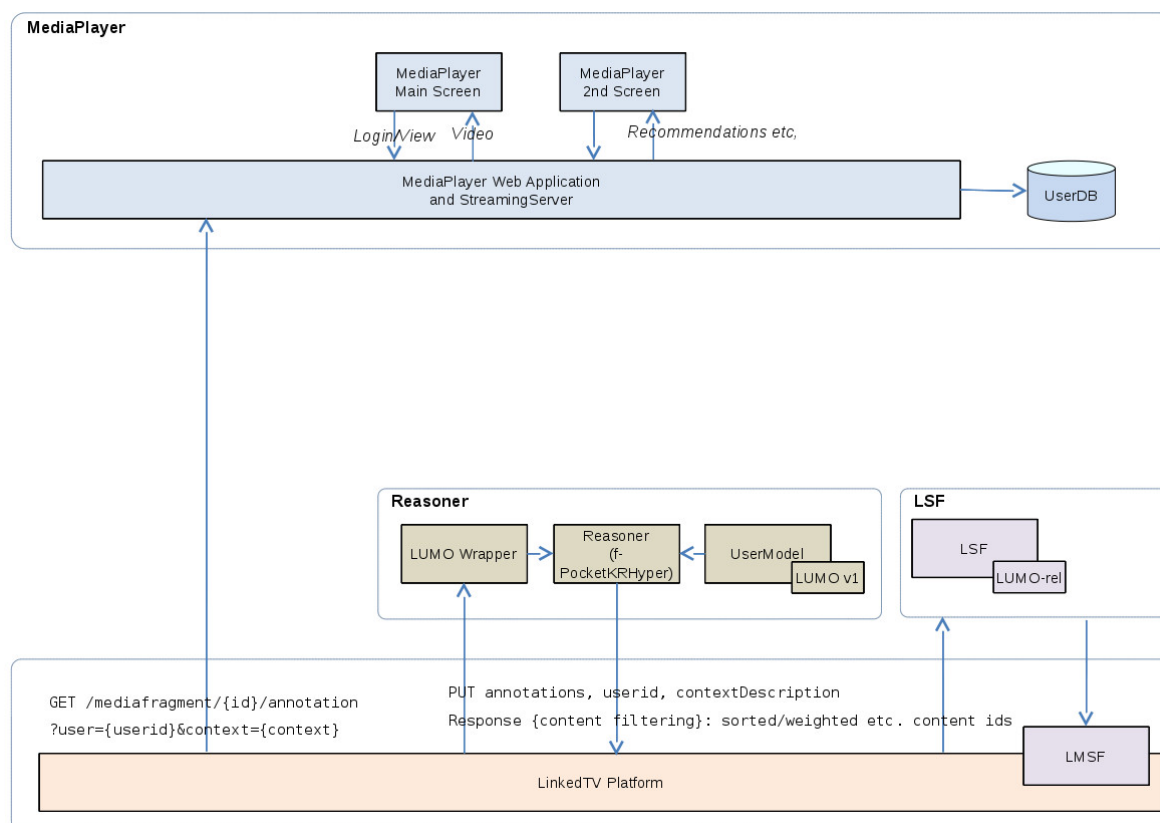 MediaPlayer
MediaPlayer
Main Screen
MediaPlayer
2nd Screen
Login/View
Video
Recommendations etc,
MediaPlayer Web Application
and StreamingServer
UserDB
Reasoner
LUMO Wrapper
Reasoner
(f-
PocketKRHyper)
UserModel
LUMO v1
LSF
LSF
LUMO-rel
GET /mediafragment/{id}/annotation
?user={userid}&context={context}
PUT annotations, userid, contextDescription
Response {content filtering}: sorted/weighted etc. content ids
LMSF
LinkedTV Platform